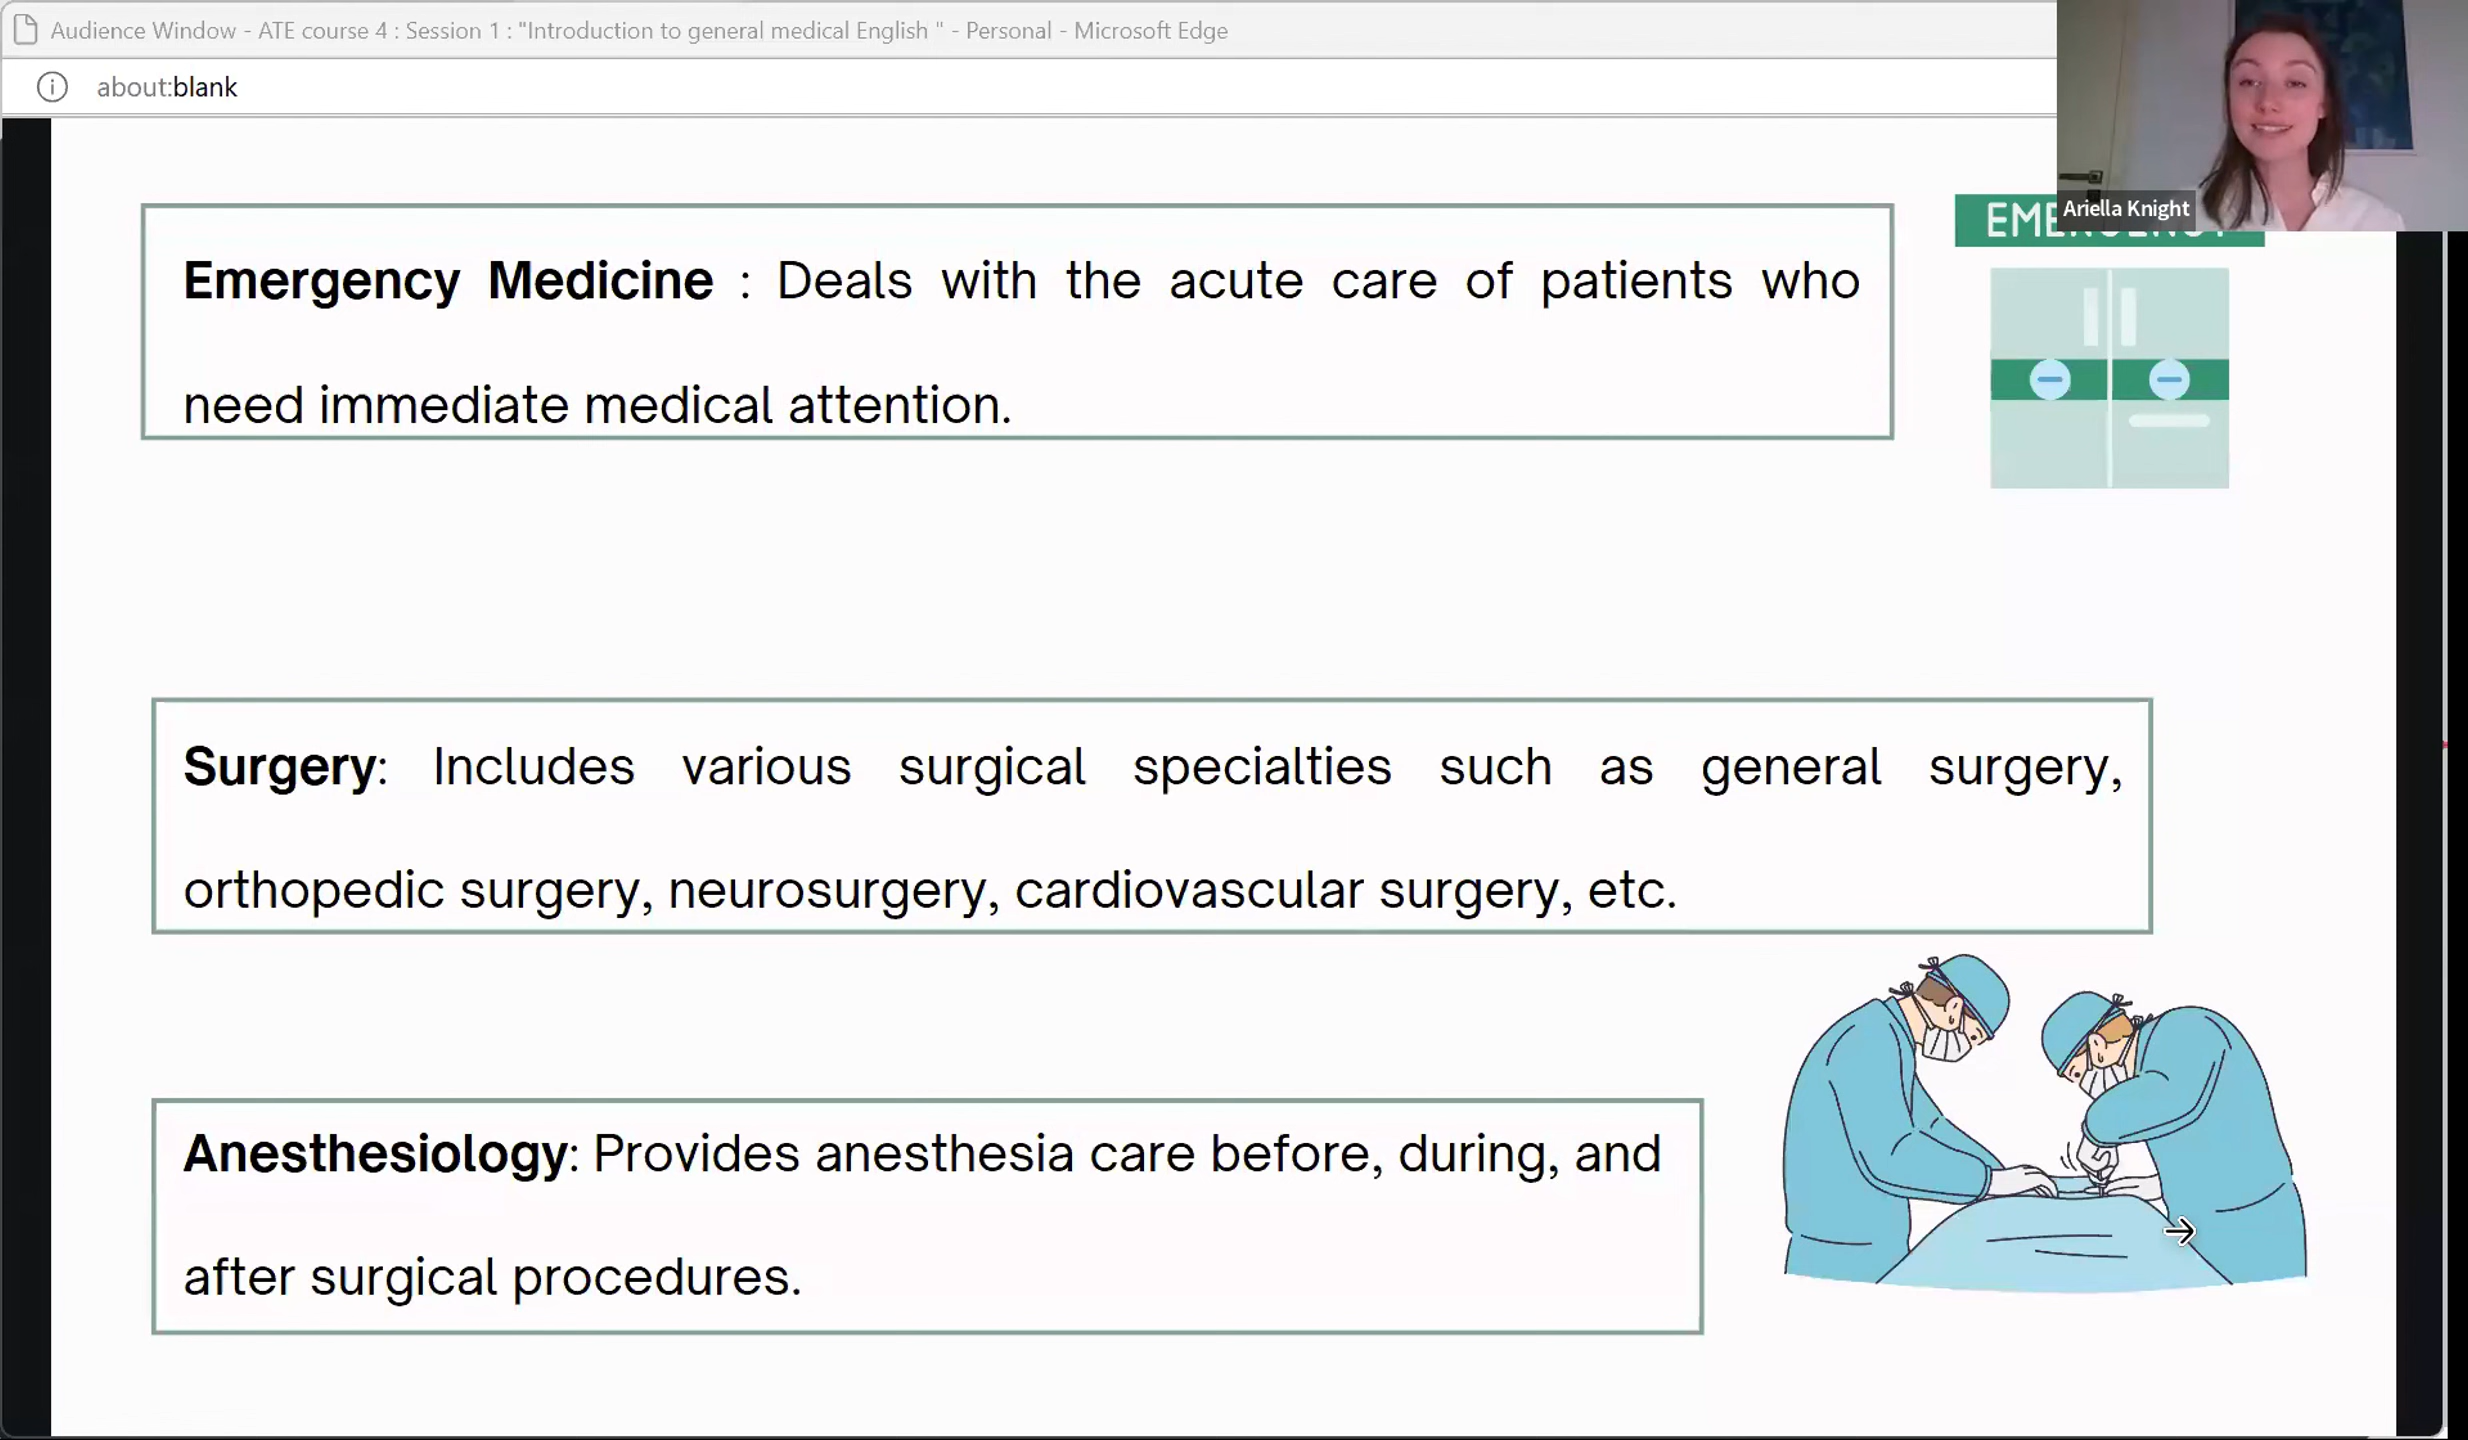 Audience Window - ATE course 4 : Session 1 : "Introduction to general medical English " - Personal - Microsoft Edge
about:blank
Ariella Knight
Emergency Medicine : Deals with the acute care of patients who
need immediate medical attention.
Surgery: Includes various surgical specialties such as general surgery,
orthopedic surgery, neurosurgery, cardiovascular surgery, etc.
Anesthesiology: Provides anesthesia care before, during, and
after surgical procedures.